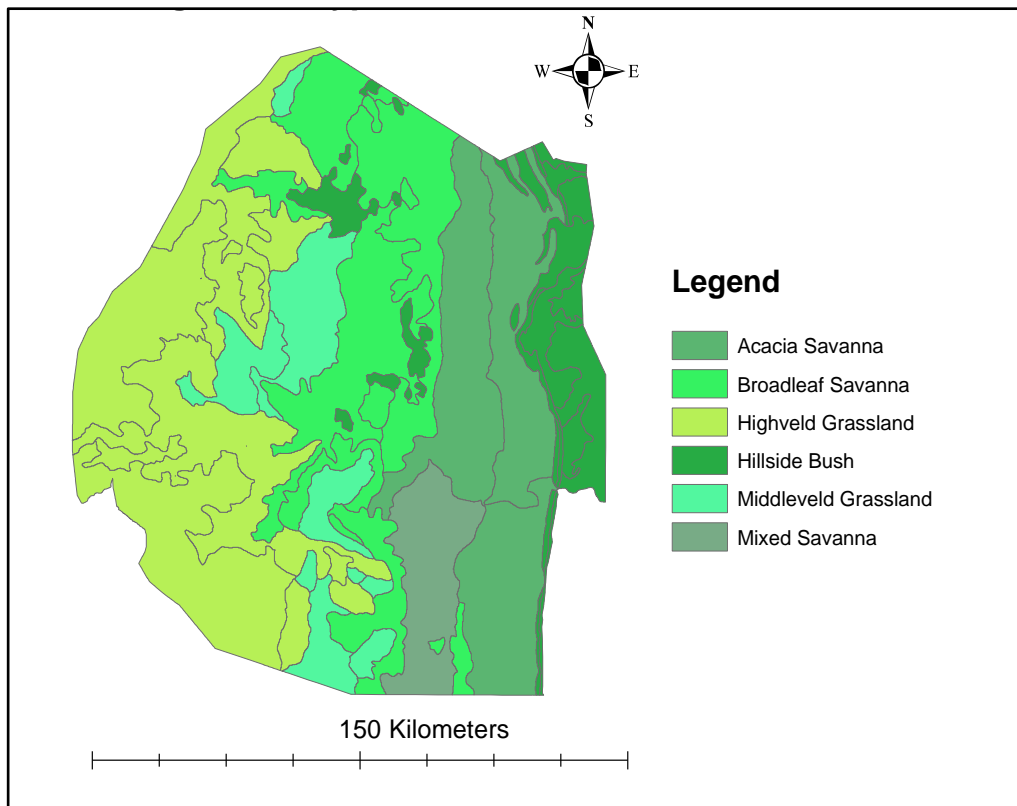 N
W E
S
Legend
Acacia Savanna
Broadleaf Savanna
Highveld Grassland
Hillside Bush
Middleveld Grassland
Mixed Savanna
150 Kilometers